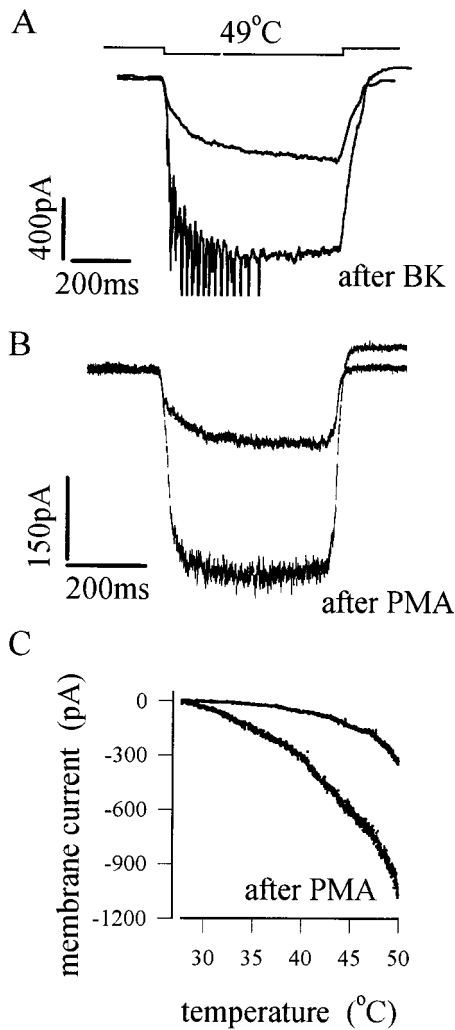 A
49°C
400pA
200ms
after BK
B
150pA
200ms
after PMA
C
membrane current (pA)
0
-300
-600
-900
-1200
after PMA
30 35 40 45 50
temperature (°C)